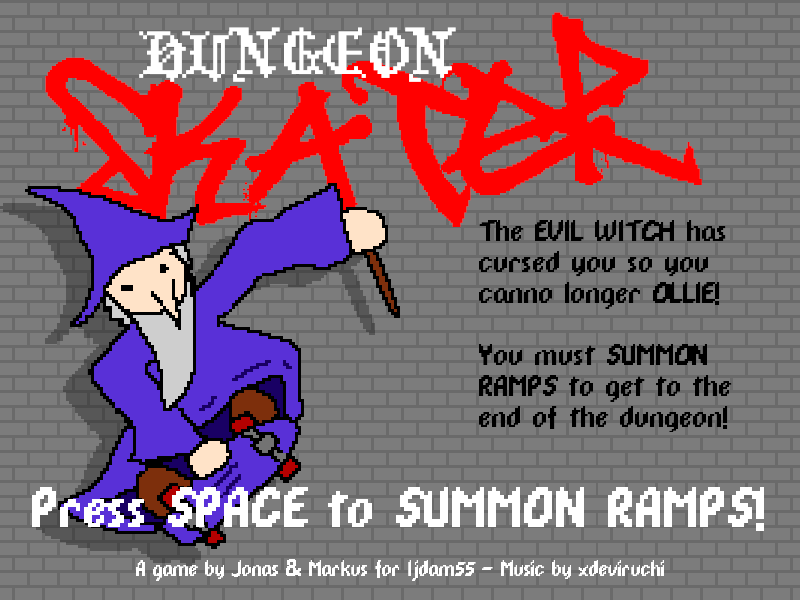 DUNGEON
SKATER
The EVIL WITCH has
cursed you so you
canno longer OLLIE!
You must SUMMON
RAMPS to get to the
end of the dungeon!
Press SPACE to SUMMON RAMPS!
A game by Jonas & Markus for ljdam55 - Music by xdeviruchi